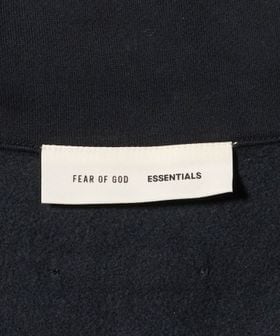 FEAR OF GOD ESSENTIALS